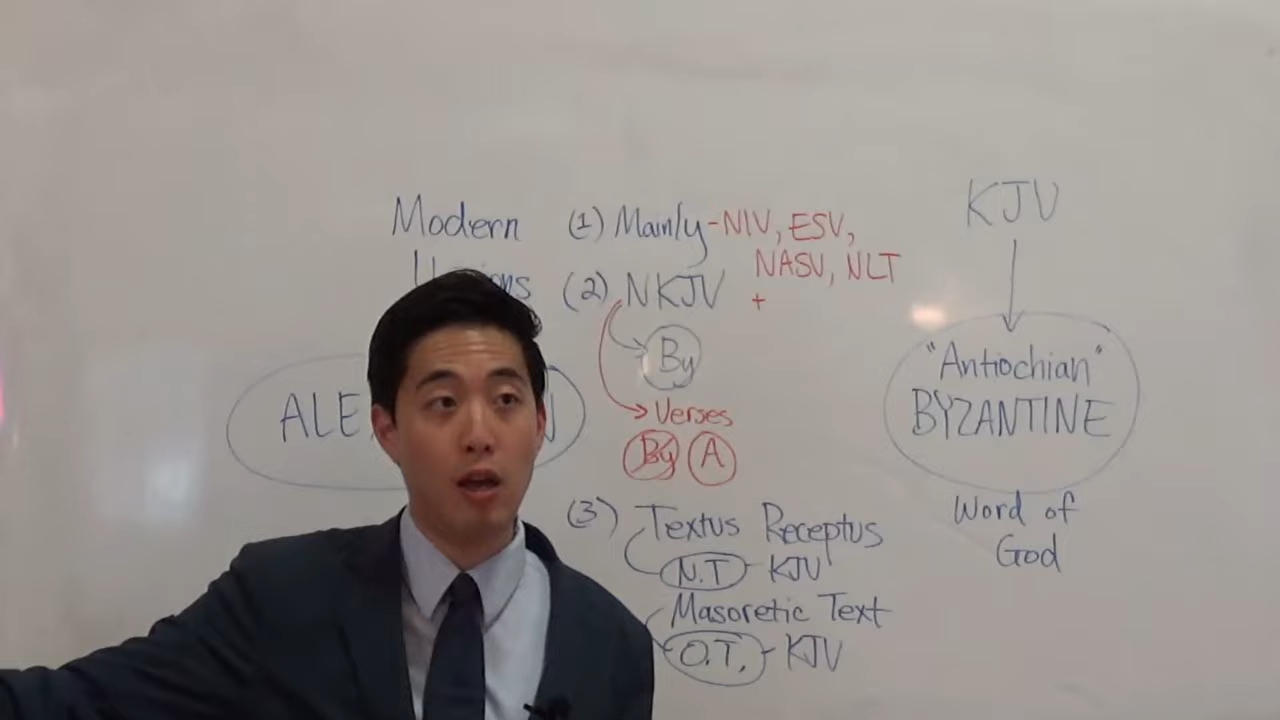 Modern (1) Mainly - NIV, ESV,
NASV, NLT
(2) NKJV +
By
Verses
By A
(3) Textus Receptus
N.T - KJV
Masoretic Text
O.T. - KJV
KJV
"Antiochian"
BYZANTINE
Word of
God